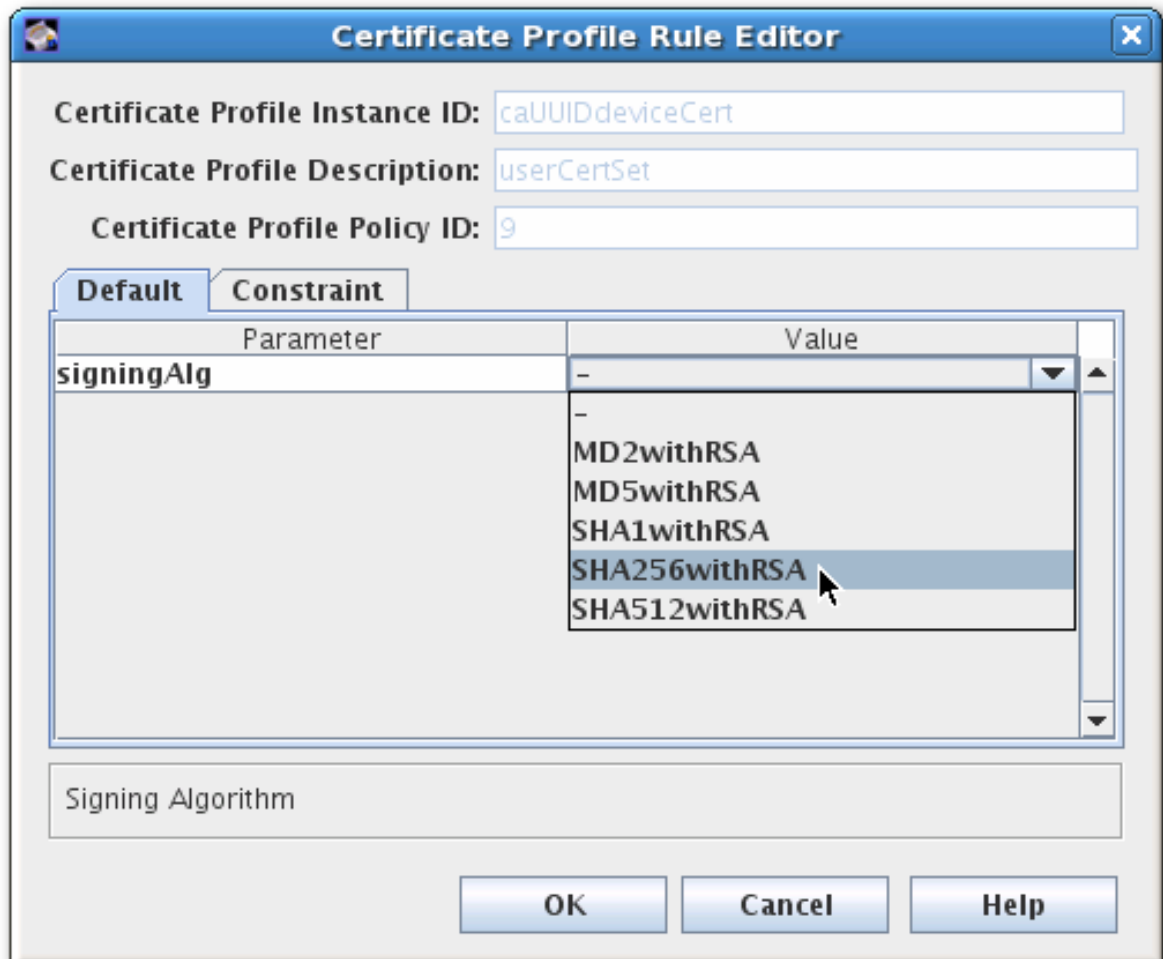 Certificate Profile Rule Editor
Certificate Profile Instance ID: caUUIDdeviceCert
Certificate Profile Description: userCertSet
Certificate Profile Policy ID: 9
Default Constraint
Parameter Value
signingAlg –
–
MD2withRSA
MD5withRSA
SHA1withRSA
SHA256withRSA
SHA512withRSA
Signing Algorithm
OK Cancel Help